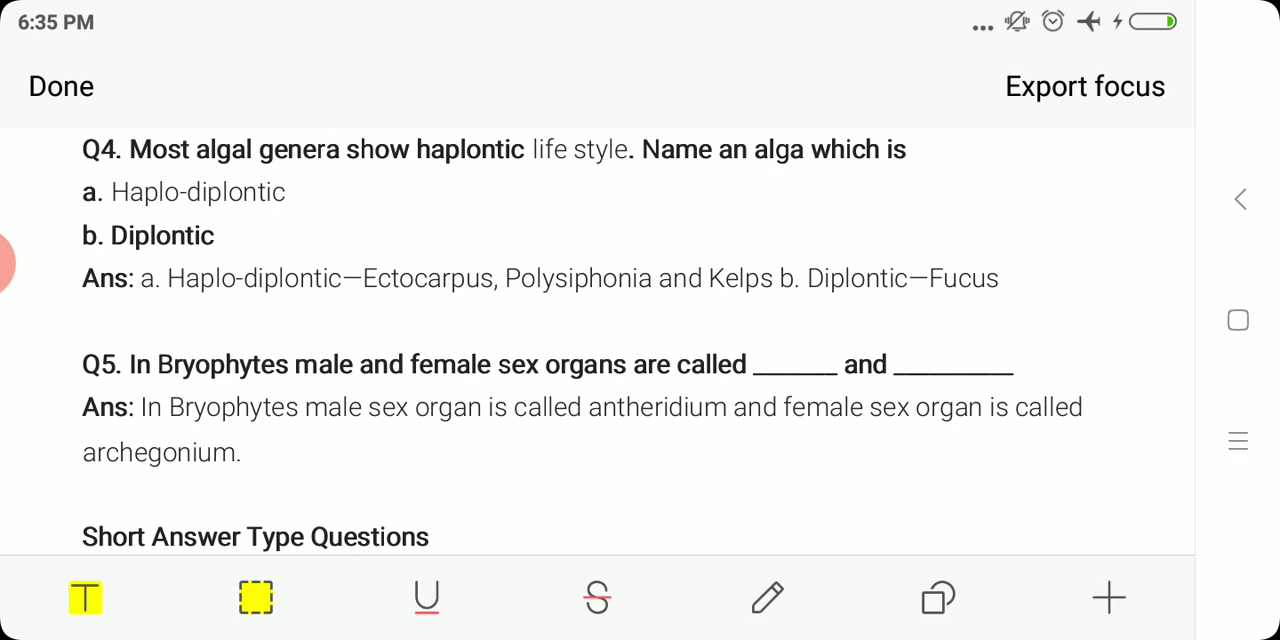 6:35 PM
Done
Export focus
Q4. Most algal genera show haplontic life style. Name an alga which is
a. Haplo-diplontic
b. Diplontic
Ans: a. Haplo-diplontic—Ectocarpus, Polysiphonia and Kelps b. Diplontic—Fucus
Q5. In Bryophytes male and female sex organs are called _______ and __________
Ans: In Bryophytes male sex organ is called antheridium and female sex organ is called
archegonium.
Short Answer Type Questions
T
U
S